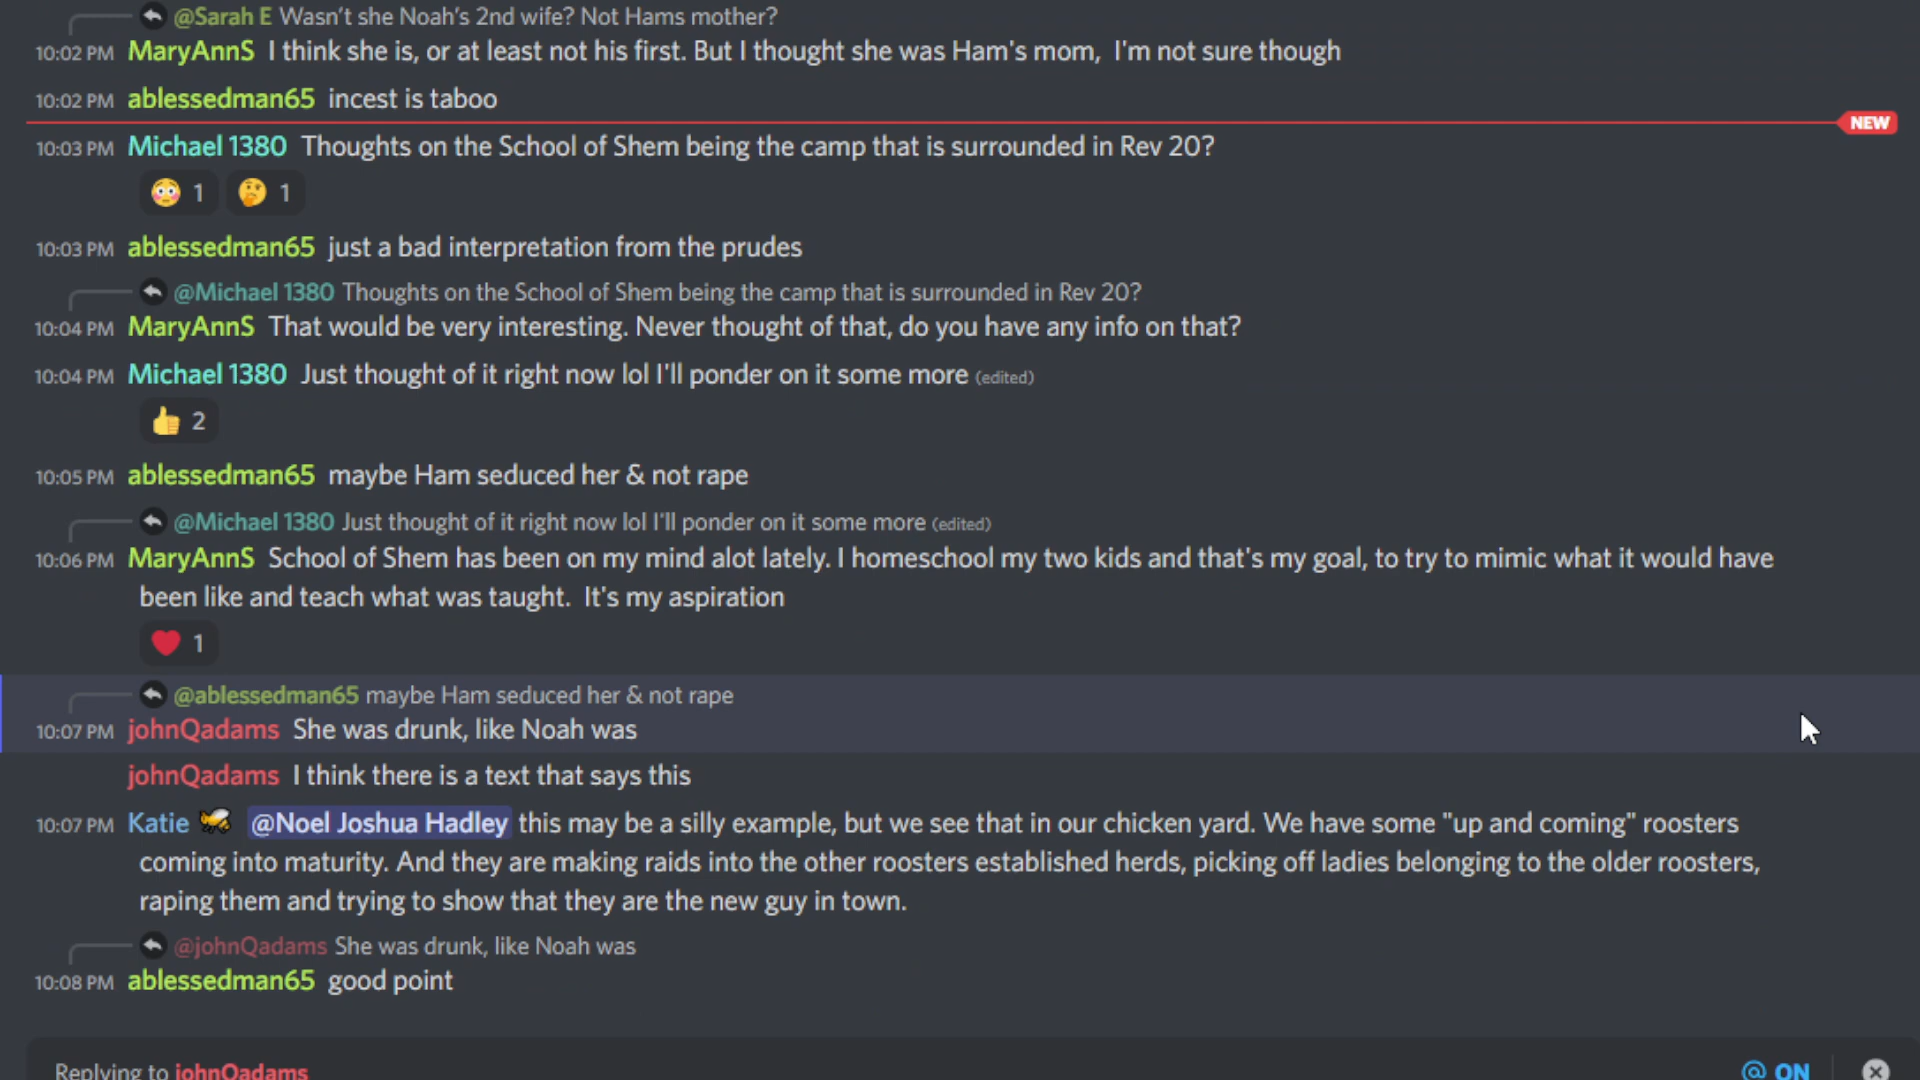 @Sarah E Wasn't she Noah's 2nd wife? Not Hams mother?
10:02 PM MaryAnnS I think she is, or at least not his first. But I thought she was Ham's mom, I'm not sure though
10:02 PM ablessedman65 incest is taboo
NEW
10:03 PM Michael 1380 Thoughts on the School of Shem being the camp that is surrounded in Rev 20?
1 1
10:03 PM ablessedman65 just a bad interpretation from the prudes
@Michael 1380 Thoughts on the School of Shem being the camp that is surrounded in Rev 20?
10:04 PM MaryAnnS That would be very interesting. Never thought of that, do you have any info on that?
10:04 PM Michael 1380 Just thought of it right now lol I'll ponder on it some more (edited)
2
10:05 PM ablessedman65 maybe Ham seduced her & not rape
@Michael 1380 Just thought of it right now lol I'll ponder on it some more (edited)
10:06 PM MaryAnnS School of Shem has been on my mind alot lately. I homeschool my two kids and that's my goal, to try to mimic what it would have
been like and teach what was taught. It's my aspiration
1
@ablessedman65 maybe Ham seduced her & not rape
10:07 PM johnQadams She was drunk, like Noah was
johnQadams I think there is a text that says this
10:07 PM Katie @Noel Joshua Hadley this may be a silly example, but we see that in our chicken yard. We have some "up and coming" roosters
coming into maturity. And they are making raids into the other roosters established herds, picking off ladies belonging to the older roosters,
raping them and trying to show that they are the new guy in town.
@johnQadams She was drunk, like Noah was
10:08 PM ablessedman65 good point
Replying to johnQadams
@ ON